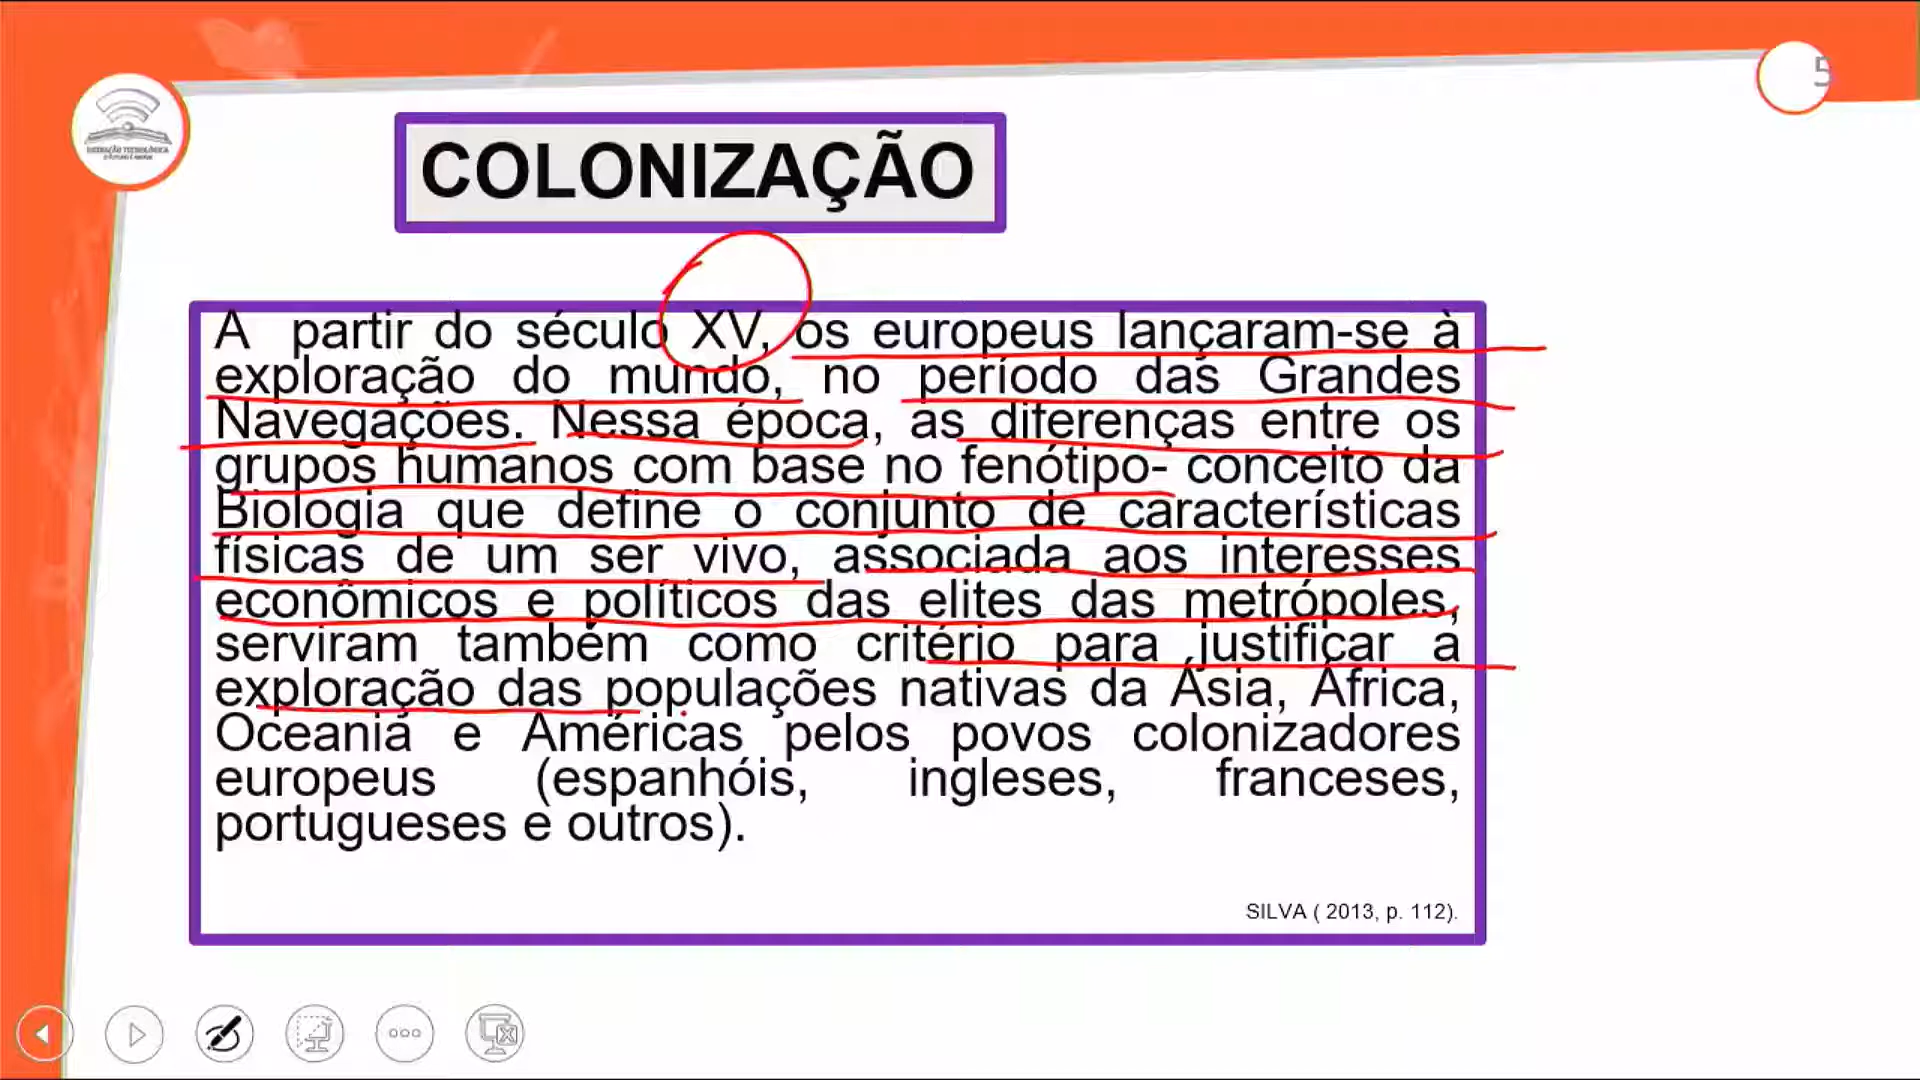 5
COLONIZAÇÃO
A partir do século XV, os europeus lançaram-se à
exploração do mundo, no período das Grandes
Navegações. Nessa época, as diferenças entre os
grupos humanos com base no fenótipo- conceito da
Biologia que define o conjunto de características
físicas de um ser vivo, associada aos interesses
econômicos e políticos das elites das metrópoles,
serviram também como critério para justificar a
exploração das populações nativas da Ásia, África,
Oceania e Américas pelos povos colonizadores
europeus (espanhóis, ingleses, franceses,
portugueses e outros).
SILVA ( 2013, p. 112).